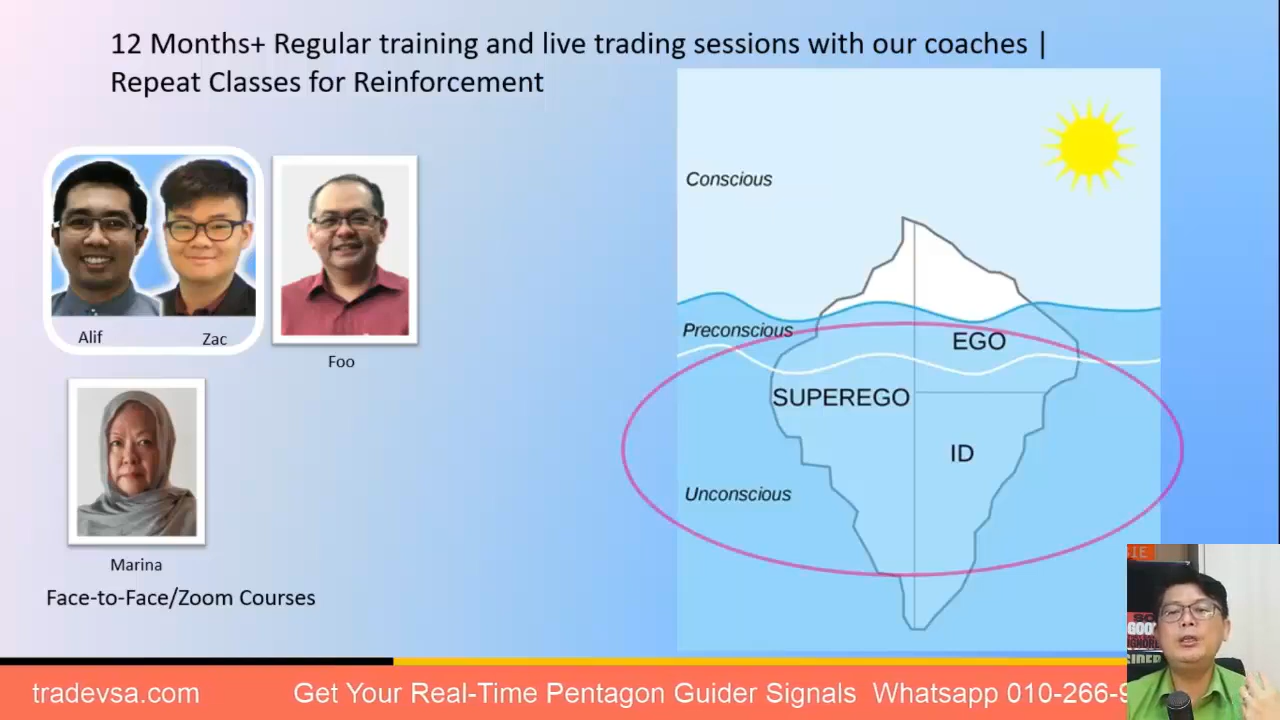 12 Months+ Regular training and live trading sessions with our coaches |
Repeat Classes for Reinforcement
Alif
Zac
Foo
Marina
Face-to-Face/Zoom Courses
Conscious
Preconscious
EGO
SUPEREGO
ID
Unconscious
tradevsa.com
Get Your Real-Time Pentagon Guider Signals Whatsapp 010-266-9